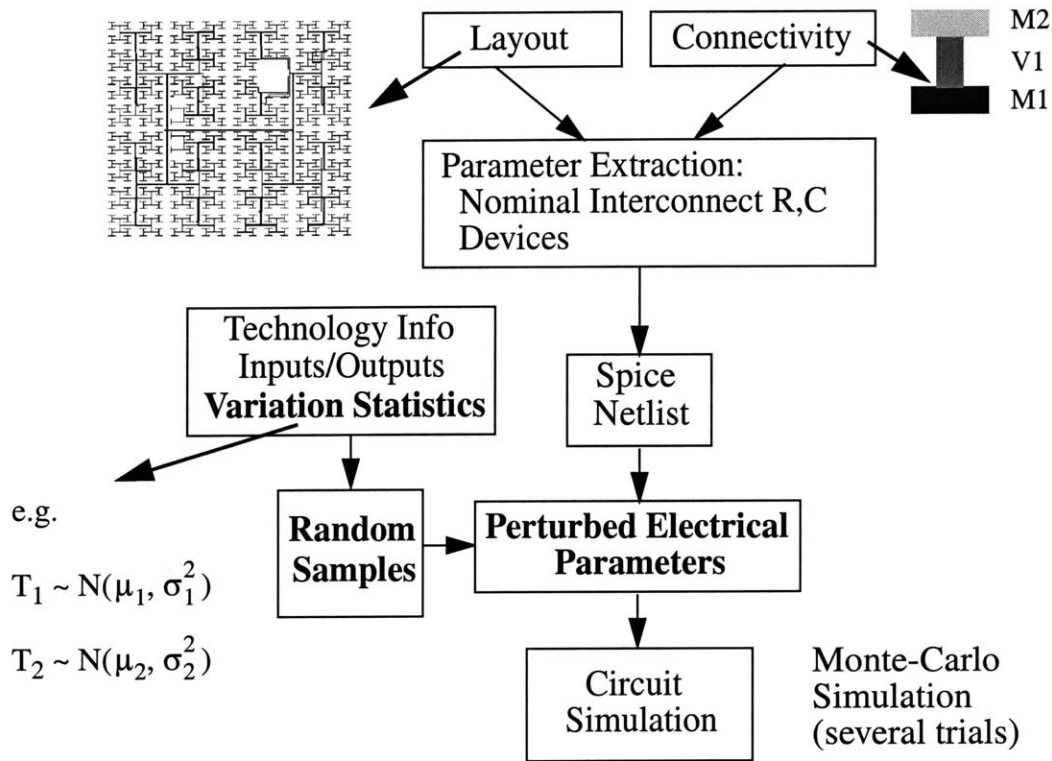 Layout
Connectivity
M2
V1
M1
Parameter Extraction:
Nominal Interconnect R,C
Devices
Technology Info
Inputs/Outputs
Variation Statistics
Spice
Netlist
e.g.
T₁ ~ N(μ₁, σ₁²)
T₂ ~ N(μ₂, σ₂²)
Random
Samples
Perturbed Electrical
Parameters
Circuit
Simulation
Monte-Carlo
Simulation
(several trials)